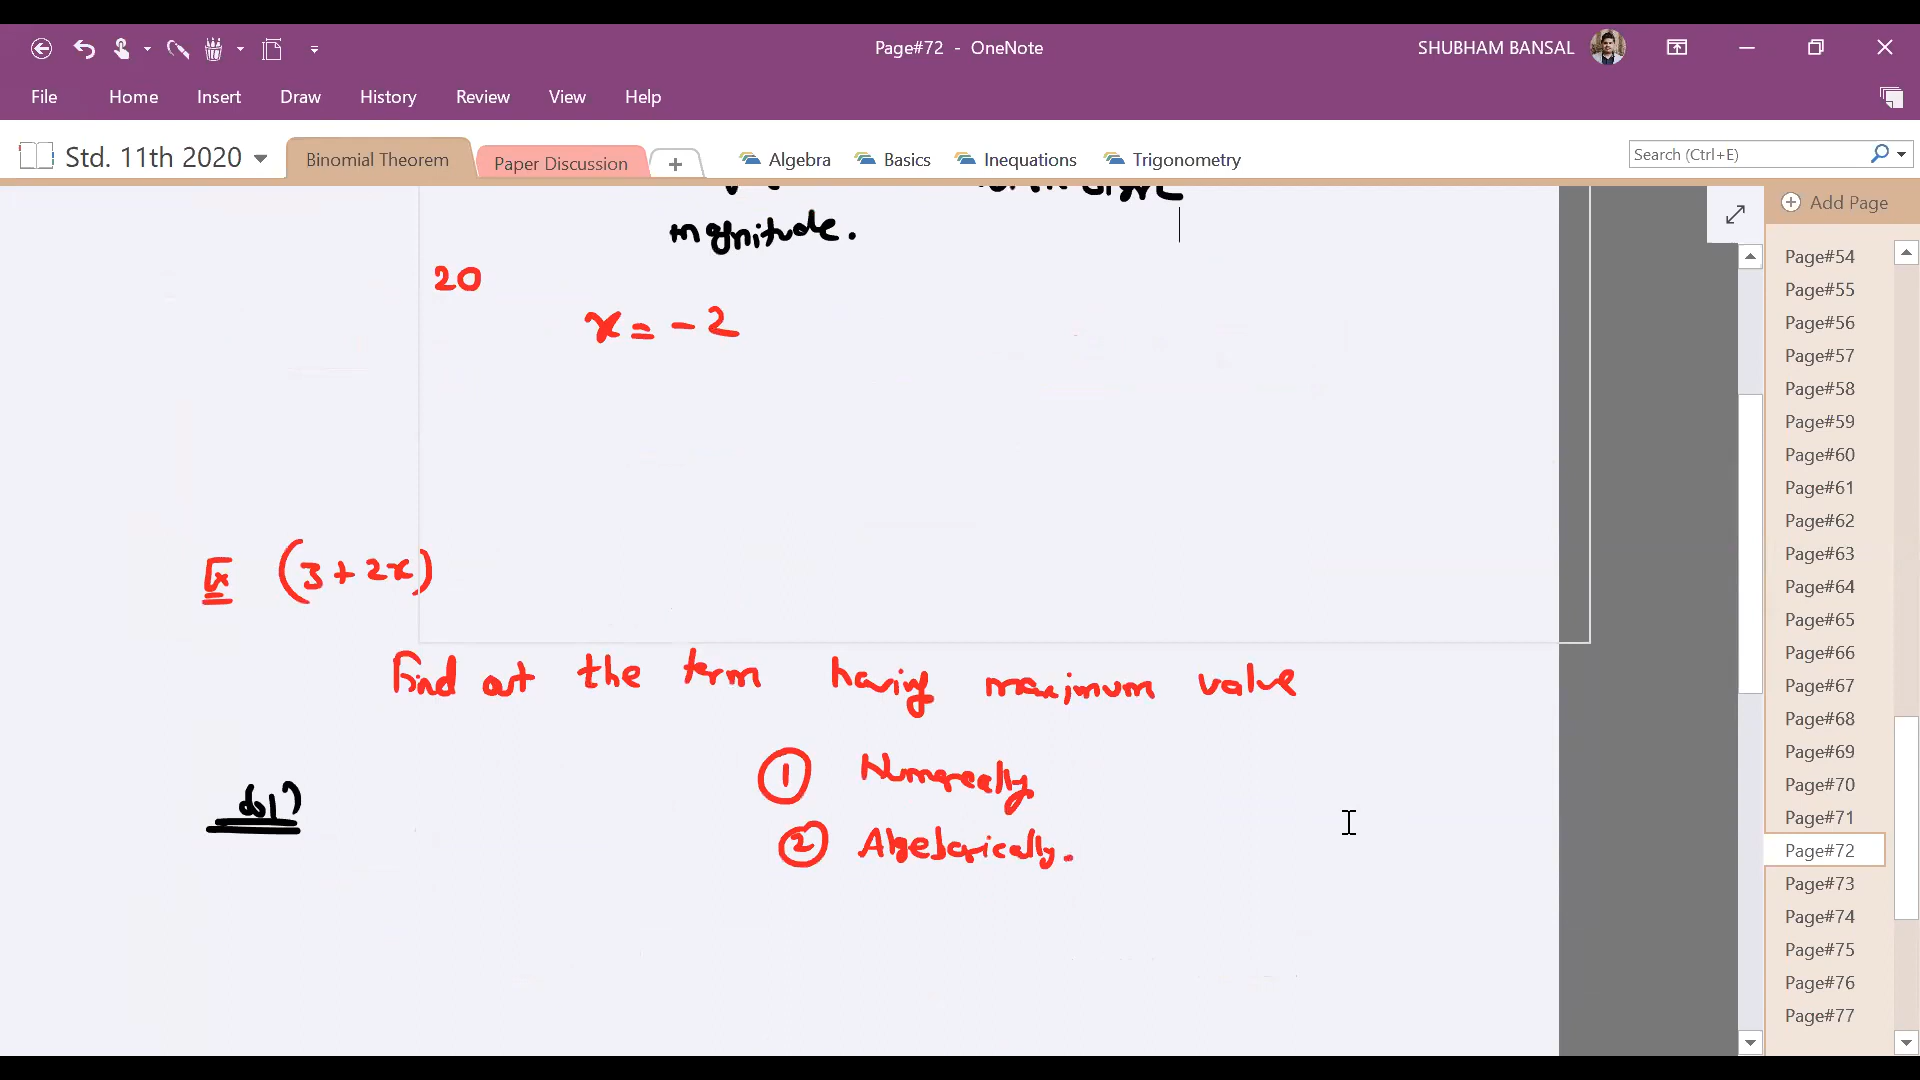 Page#72 - OneNote
SHUBHAM BANSAL
File Home Insert Draw History Review View Help
Std. 11th 2020 Binomial Theorem Paper Discussion + Algebra Basics Inequations Trigonometry Search (Ctrl+E)
Add Page
magnitude.
20
x = - 2
Ex (3 + 2x)
Find out the term having maximum value
① Numerically
② Algebraically.
Page#54
Page#55
Page#56
Page#57
Page#58
Page#59
Page#60
Page#61
Page#62
Page#63
Page#64
Page#65
Page#66
Page#67
Page#68
Page#69
Page#70
Page#71
Page#72
Page#73
Page#74
Page#75
Page#76
Page#77